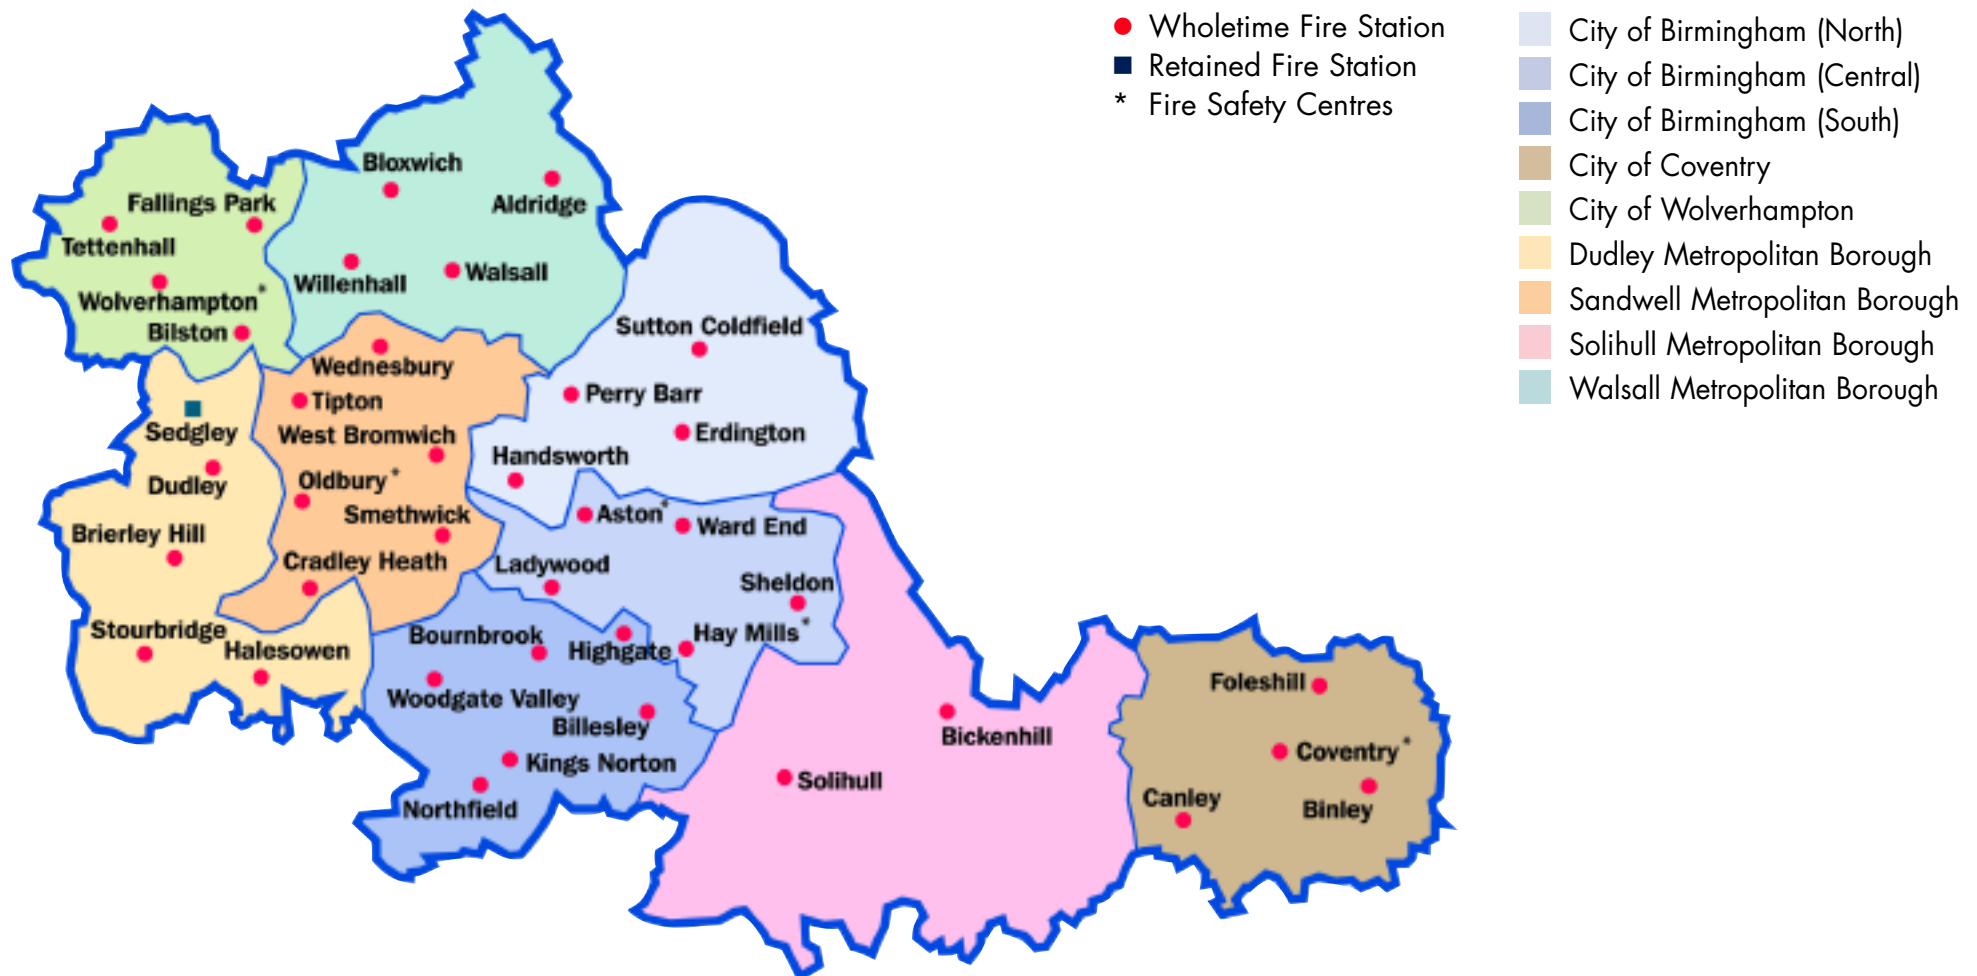 Wholetime Fire Station
Retained Fire Station
* Fire Safety Centres
City of Birmingham (North)
City of Birmingham (Central)
City of Birmingham (South)
City of Coventry
City of Wolverhampton
Dudley Metropolitan Borough
Sandwell Metropolitan Borough
Solihull Metropolitan Borough
Walsall Metropolitan Borough
Bloxwich
Aldridge
Fallings Park
Tettenhall
Willenhall
Walsall
Wolverhampton*
Bilston
Sutton Coldfield
Wednesbury
Perry Barr
Tipton
Sedgley
West Bromwich
Erdington
Handsworth
Dudley
Oldbury*
Smethwick
Aston*
Ward End
Brierley Hill
Cradley Heath
Ladywood
Sheldon
Stourbridge
Halesowen
Bournbrook
Highgate
Hay Mills*
Woodgate Valley
Billesley
Kings Norton
Northfield
Solihull
Bickenhill
Foleshill
Coventry*
Canley
Binley